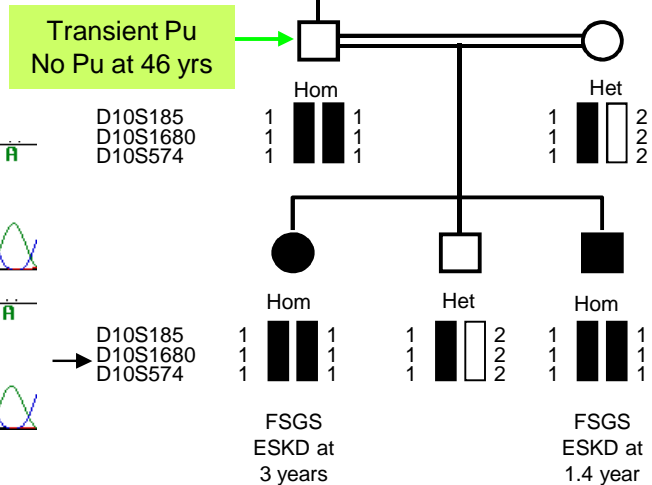 Transient Pu
No Pu at 46 yrs
Hom
Het
D10S185 1 1 1 2
D10S1680 1 1 1 2
D10S574 1 1 1 2
A
Hom
Het
Hom
A
D10S185 1 1 1 2 1 1
D10S1680 1 1 1 2 1 1
D10S574 1 1 1 2 1 1
FSGS
ESKD at
3 years
FSGS
ESKD at
1.4 year